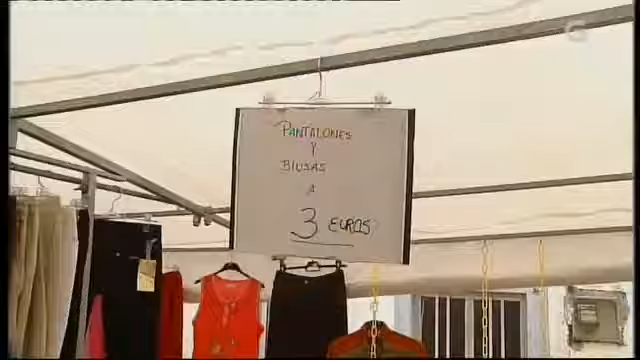 PANTALONES
Y
BLUSAS
A
3 EUROS
G